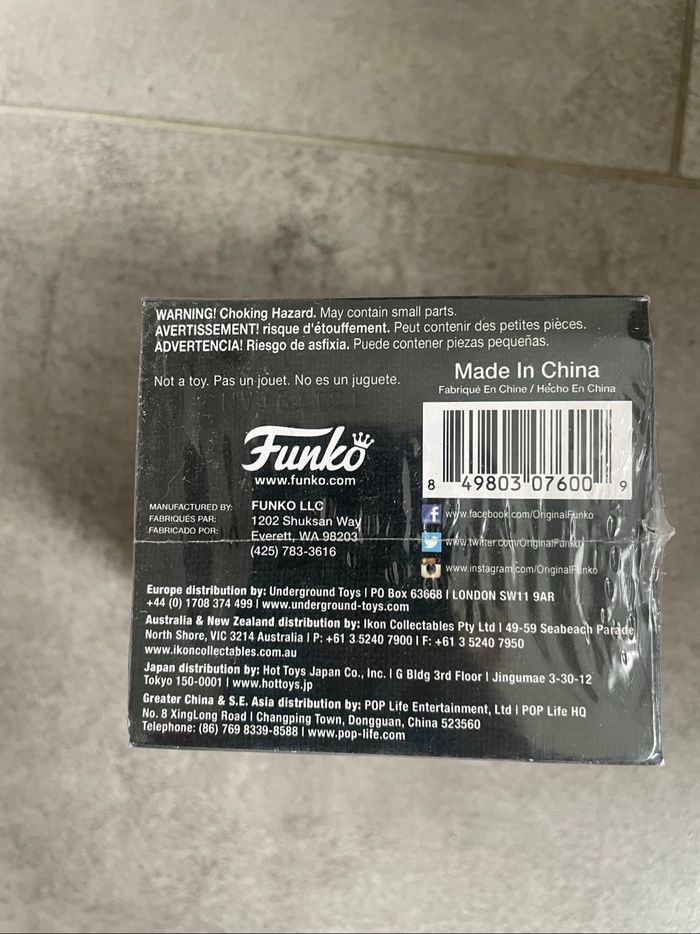 WARNING! Choking Hazard. May contain small parts.
AVERTISSEMENT! risque d'étouffement. Peut contenir des petites pièces.
ADVERTENCIA! Riesgo de asfixia. Puede contener piezas pequeñas.
Not a toy. Pas un jouet. No es un juguete.
Made In China
Fabriqué En Chine / Hecho En China
Funko
www.funko.com
8 49803 07600 9
MANUFACTURED BY:
FABRIQUÉS PAR:
FABRICADO POR:
FUNKO LLC
1202 Shuksan Way
Everett, WA 98203
(425) 783-3616
www.facebook.com/OriginalFunko
www.twitter.com/OriginalFunko
www.instagram.com/OriginalFunko
Europe distribution by: Underground Toys | PO Box 63668 | LONDON SW11 9AR
+44 (0) 1708 374 499 | www.underground-toys.com
Australia & New Zealand distribution by: Ikon Collectables Pty Ltd | 49-59 Seabeach Parade
North Shore, VIC 3214 Australia | P: +61 3 5240 7900 | F: +61 3 5240 7950
www.ikoncollectables.com.au
Japan distribution by: Hot Toys Japan Co., Inc. | G Bldg 3rd Floor | Jingumae 3-30-12
Tokyo 150-0001 | www.hottoys.jp
Greater China & S.E. Asia distribution by: POP Life Entertainment, Ltd | POP Life HQ
No. 8 XingLong Road | Changping Town, Dongguan, China 523560
Telephone: (86) 769 8339-8588 | www.pop-life.com